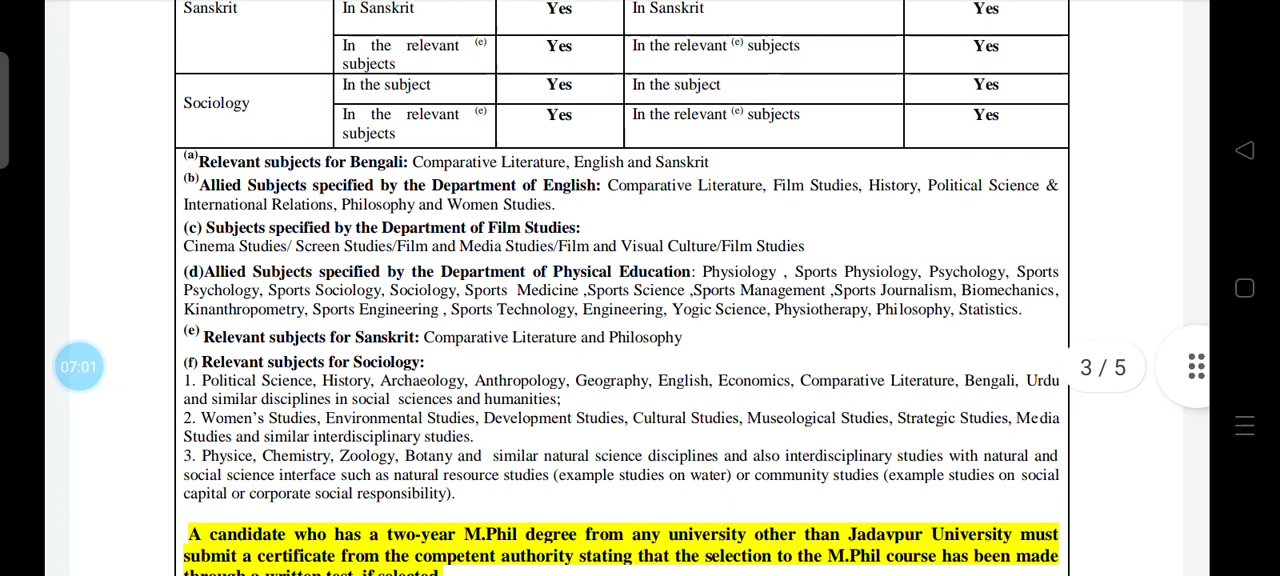 Sanskrit In Sanskrit Yes In Sanskrit Yes
In the relevant (e) subjects Yes In the relevant (e) subjects Yes
Sociology In the subject Yes In the subject Yes
In the relevant (e) subjects Yes In the relevant (e) subjects Yes
(a)Relevant subjects for Bengali: Comparative Literature, English and Sanskrit
(b)Allied Subjects specified by the Department of English: Comparative Literature, Film Studies, History, Political Science &
International Relations, Philosophy and Women Studies.
(c) Subjects specified by the Department of Film Studies:
Cinema Studies/ Screen Studies/Film and Media Studies/Film and Visual Culture/Film Studies
(d)Allied Subjects specified by the Department of Physical Education: Physiology , Sports Physiology, Psychology, Sports
Psychology, Sports Sociology, Sociology, Sports Medicine ,Sports Science ,Sports Management ,Sports Journalism, Biomechanics,
Kinanthropometry, Sports Engineering , Sports Technology, Engineering, Yogic Science, Physiotherapy, Philosophy, Statistics.
(e) Relevant subjects for Sanskrit: Comparative Literature and Philosophy
(f) Relevant subjects for Sociology:
1. Political Science, History, Archaeology, Anthropology, Geography, English, Economics, Comparative Literature, Bengali, Urdu
and similar disciplines in social sciences and humanities;
2. Women's Studies, Environmental Studies, Development Studies, Cultural Studies, Museological Studies, Strategic Studies, Media
Studies and similar interdisciplinary studies.
3. Physice, Chemistry, Zoology, Botany and similar natural science disciplines and also interdisciplinary studies with natural and
social science interface such as natural resource studies (example studies on water) or community studies (example studies on social
capital or corporate social responsibility).
A candidate who has a two-year M.Phil degree from any university other than Jadavpur University must
submit a certificate from the competent authority stating that the selection to the M.Phil course has been made
through a written test, if selected.
07:01
3 / 5